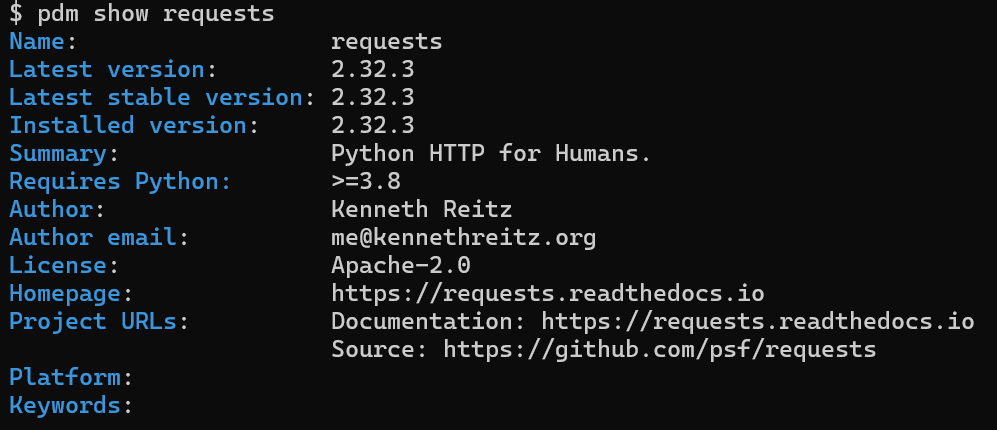 $ pdm show requests
Name:                  requests
Latest version:        2.32.3
Latest stable version: 2.32.3
Installed version:     2.32.3
Summary:               Python HTTP for Humans.
Requires Python:       >=3.8
Author:                Kenneth Reitz
Author email:          me@kennethreitz.org
License:               Apache-2.0
Homepage:              https://requests.readthedocs.io
Project URLs:          Documentation: https://requests.readthedocs.io
                       Source: https://github.com/psf/requests
Platform:
Keywords: